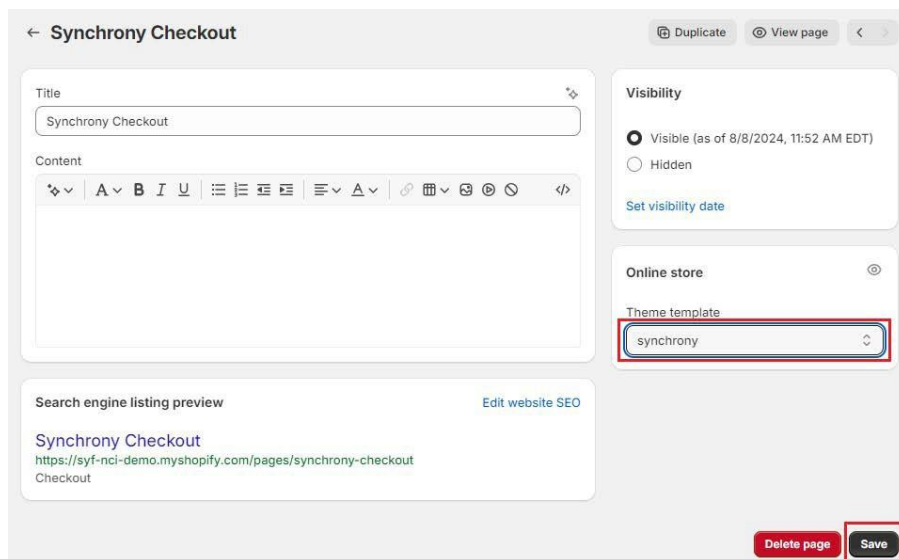 ← Synchrony Checkout
Duplicate
View page
Title
Synchrony Checkout
Content
A B I U A </>
Search engine listing preview
Edit website SEO
Synchrony Checkout
https://syf-nci-demo.myshopify.com/pages/synchrony-checkout
Checkout
Visibility
Visible (as of 8/8/2024, 11:52 AM EDT)
Hidden
Set visibility date
Online store
Theme template
synchrony
Delete page
Save